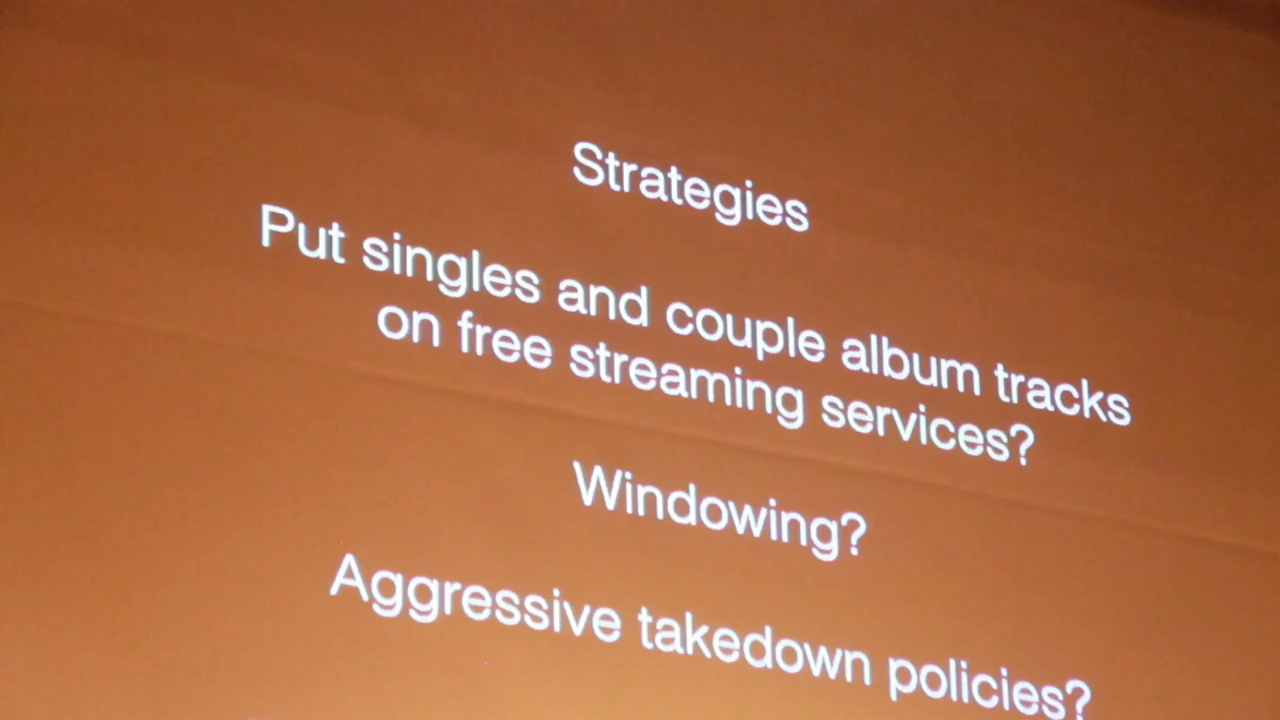 Strategies
Put singles and couple album tracks
on free streaming services?
Windowing?
Aggressive takedown policies?